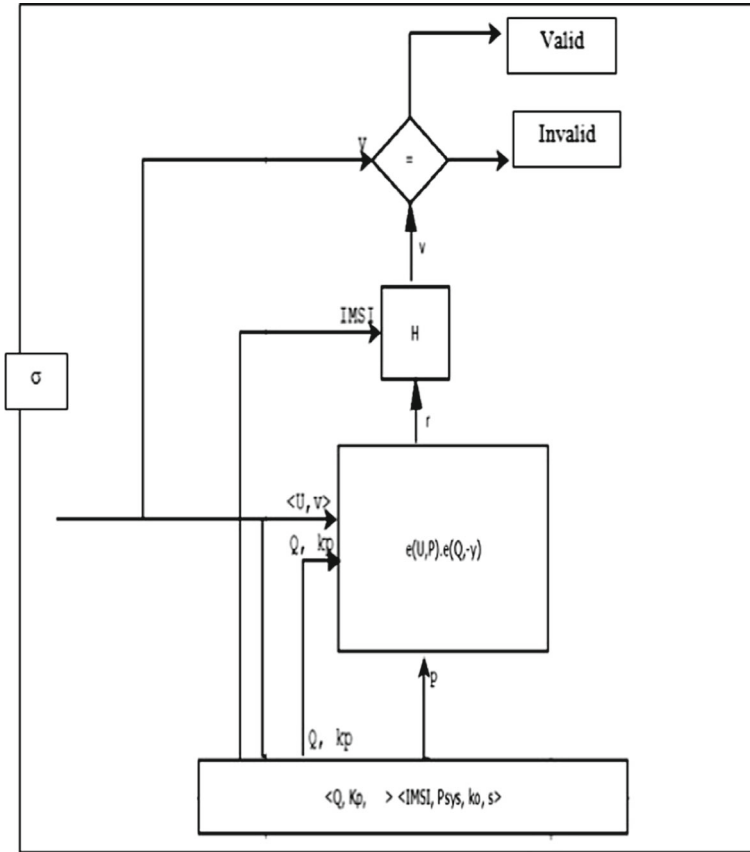 Valid
Invalid
V
=
v
IMSI
H
σ
r
<U,v>
Q, kp
e(U,P).e(Q,-y)
p
Q, kp
<Q, Kp, > <IMSI, Psys, ko, s>